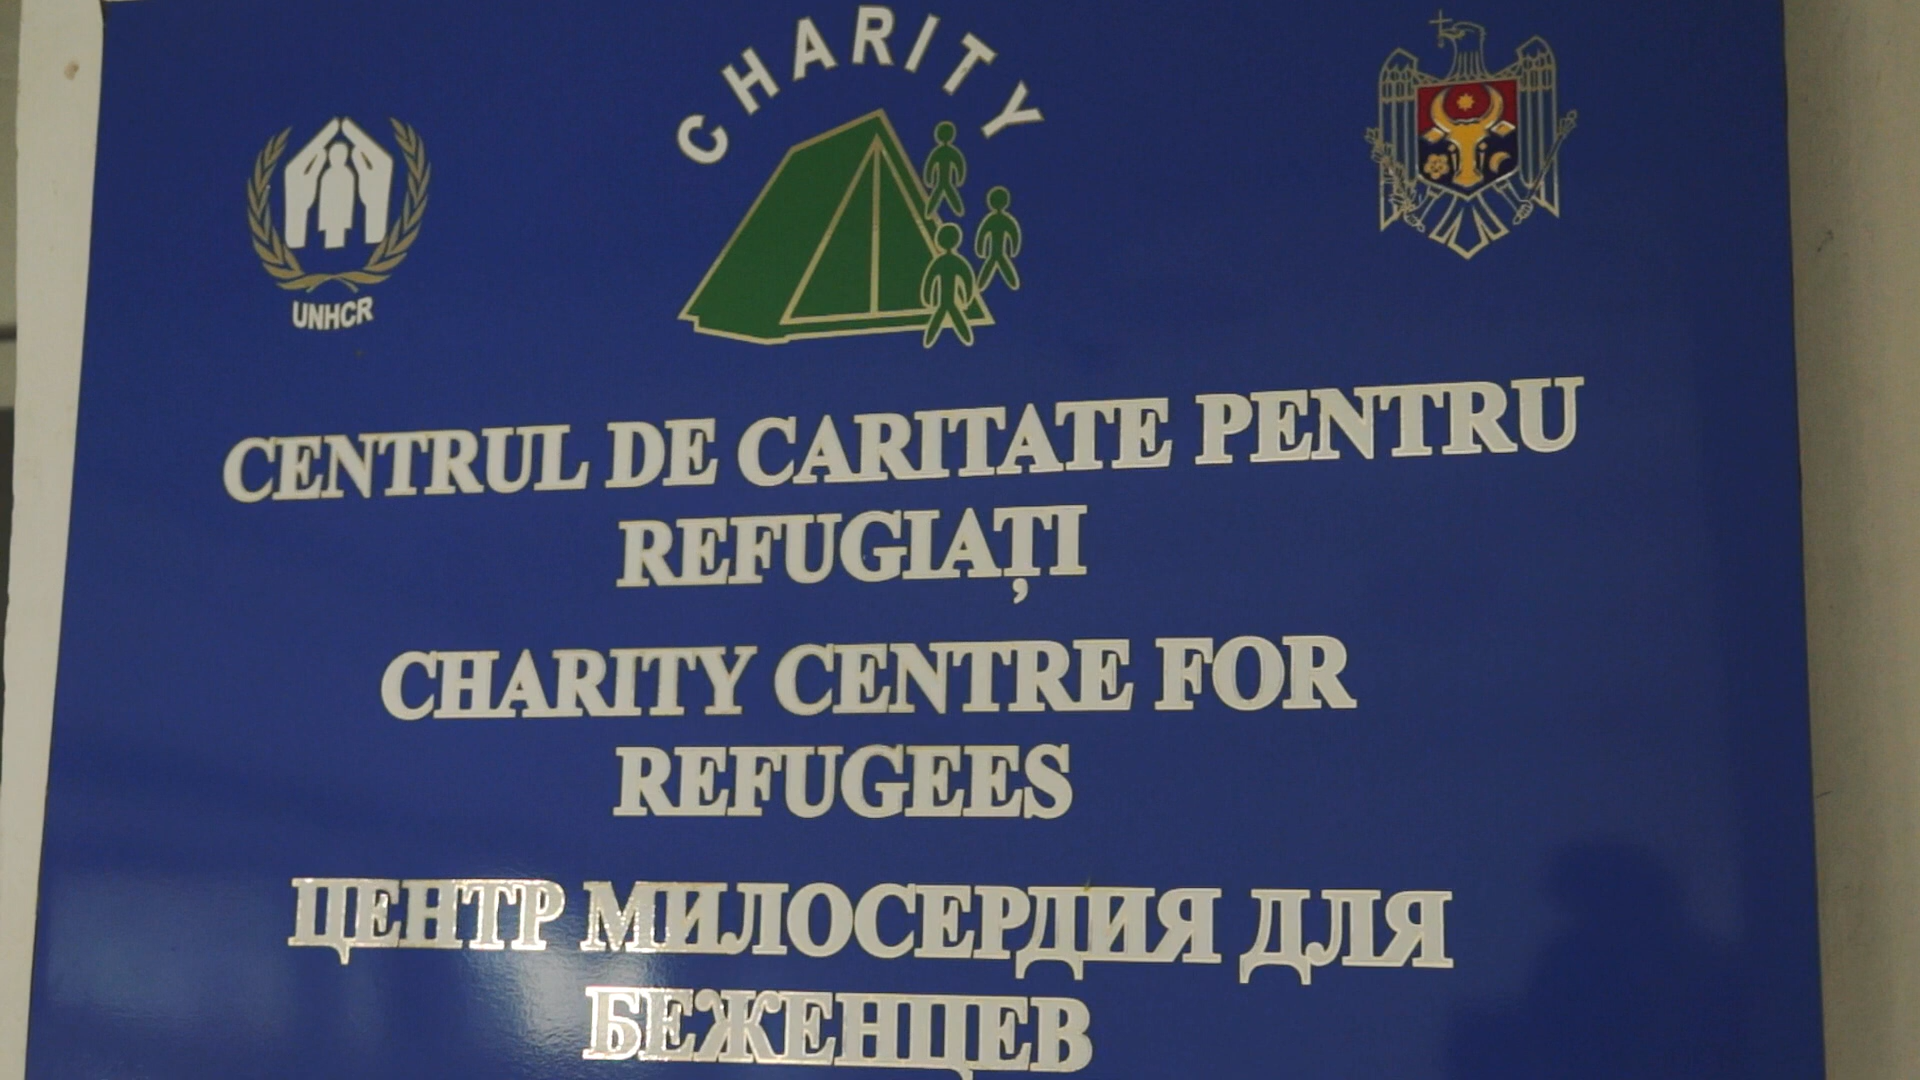 CHARITY
UNHCR
CENTRUL DE CARITATE PENTRU
REFUGIAȚI
CHARITY CENTRE FOR
REFUGEES
ЦЕНТР МИЛОСЕРДИЯ ДЛЯ
БЕЖЕНЦЕВ